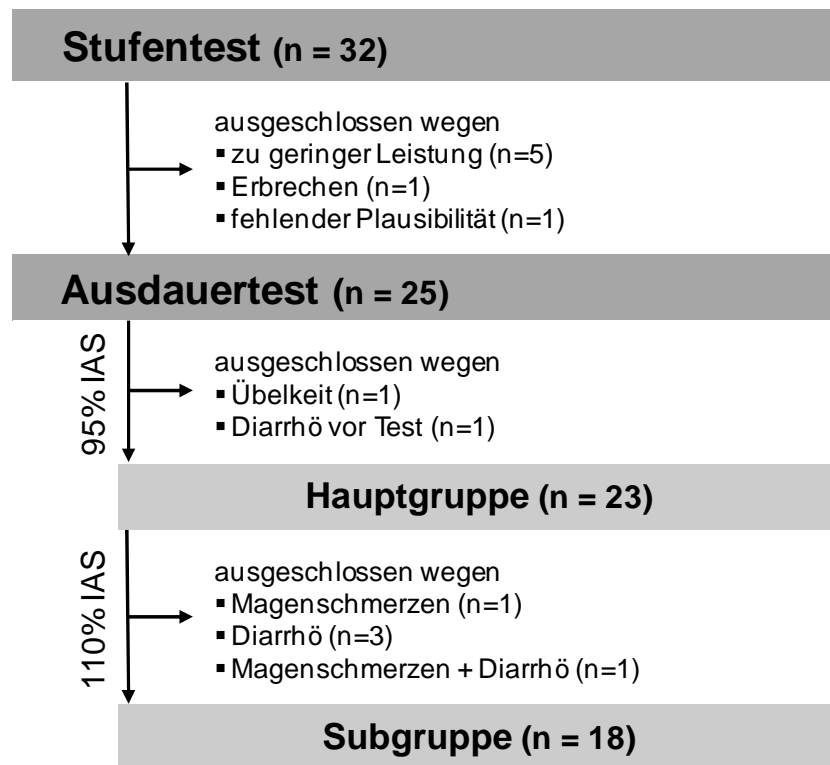 Stufentest (n = 32)
ausgeschlossen wegen
▪ zu geringer Leistung (n=5)
▪ Erbrechen (n=1)
▪ fehlender Plausibilität (n=1)
Ausdauertest (n = 25)
95% IAS
ausgeschlossen wegen
▪ Übelkeit (n=1)
▪ Diarrhö vor Test (n=1)
Hauptgruppe (n = 23)
110% IAS
ausgeschlossen wegen
▪ Magenschmerzen (n=1)
▪ Diarrhö (n=3)
▪ Magenschmerzen + Diarrhö (n=1)
Subgruppe (n = 18)